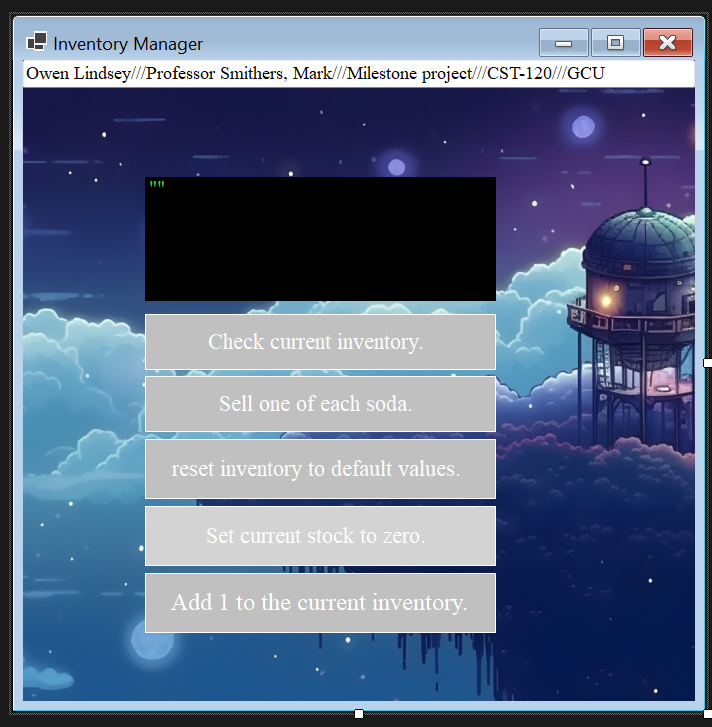 Inventory Manager
Owen Lindsey///Professor Smithers, Mark///Milestone project///CST-120///GCU
""
Check current inventory.
Sell one of each soda.
reset inventory to default values.
Set current stock to zero.
Add 1 to the current inventory.